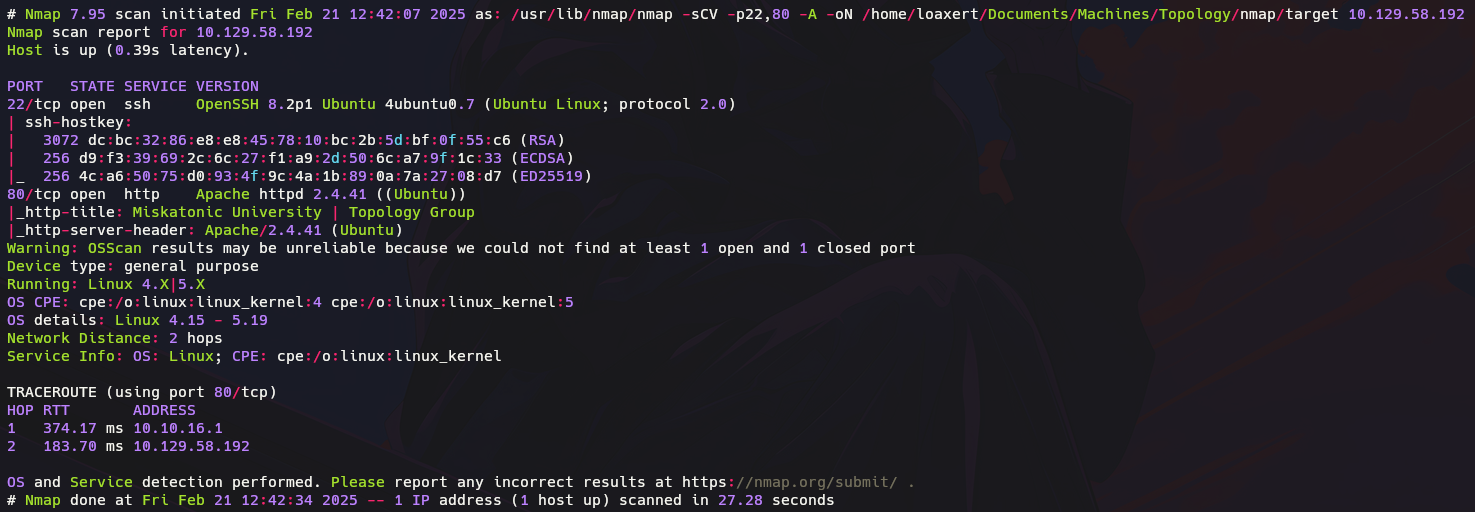 # Nmap 7.95 scan initiated Fri Feb 21 12:42:07 2025 as: /usr/lib/nmap/nmap -sCV -p22,80 -A -oN /home/loaxert/Documents/Machines/Topology/nmap/target 10.129.58.192
Nmap scan report for 10.129.58.192
Host is up (0.39s latency).

PORT   STATE SERVICE VERSION
22/tcp open  ssh     OpenSSH 8.2p1 Ubuntu 4ubuntu0.7 (Ubuntu Linux; protocol 2.0)
| ssh-hostkey:
|   3072 dc:bc:32:86:e8:e8:45:78:10:bc:2b:5d:bf:0f:55:c6 (RSA)
|   256 d9:f3:39:69:2c:6c:27:f1:a9:2d:50:6c:a7:9f:1c:33 (ECDSA)
|_  256 4c:a6:50:75:d0:93:4f:9c:4a:1b:89:0a:7a:27:08:d7 (ED25519)
80/tcp open  http    Apache httpd 2.4.41 ((Ubuntu))
|_http-title: Miskatonic University | Topology Group
|_http-server-header: Apache/2.4.41 (Ubuntu)
Warning: OSScan results may be unreliable because we could not find at least 1 open and 1 closed port
Device type: general purpose
Running: Linux 4.X|5.X
OS CPE: cpe:/o:linux:linux_kernel:4 cpe:/o:linux:linux_kernel:5
OS details: Linux 4.15 - 5.19
Network Distance: 2 hops
Service Info: OS: Linux; CPE: cpe:/o:linux:linux_kernel

TRACEROUTE (using port 80/tcp)
HOP RTT       ADDRESS
1   374.17 ms 10.10.16.1
2   183.70 ms 10.129.58.192

OS and Service detection performed. Please report any incorrect results at https://nmap.org/submit/ .
# Nmap done at Fri Feb 21 12:42:34 2025 -- 1 IP address (1 host up) scanned in 27.28 seconds